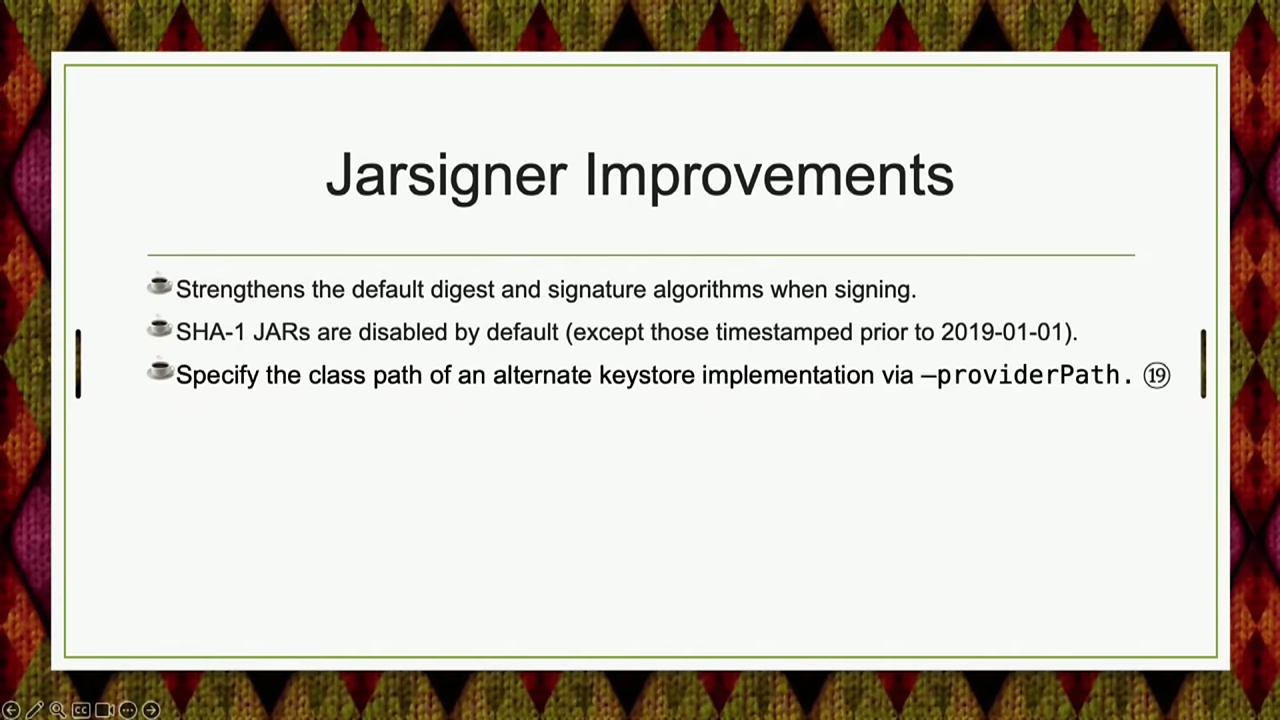 Jarsigner Improvements
Strengthens the default digest and signature algorithms when signing.
SHA-1 JARs are disabled by default (except those timestamped prior to 2019-01-01).
Specify the class path of an alternate keystore implementation via –providerPath. ⑲
CC